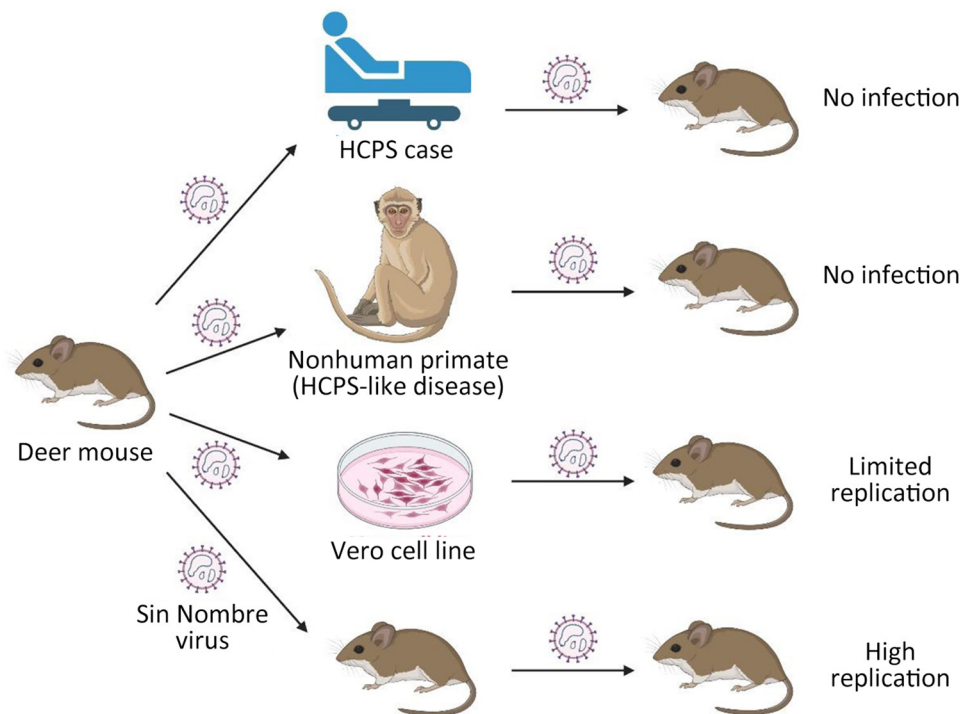 HCPS case
No infection
Nonhuman primate
(HCPS-like disease)
No infection
Deer mouse
Vero cell line
Limited
replication
Sin Nombre
virus
High
replication